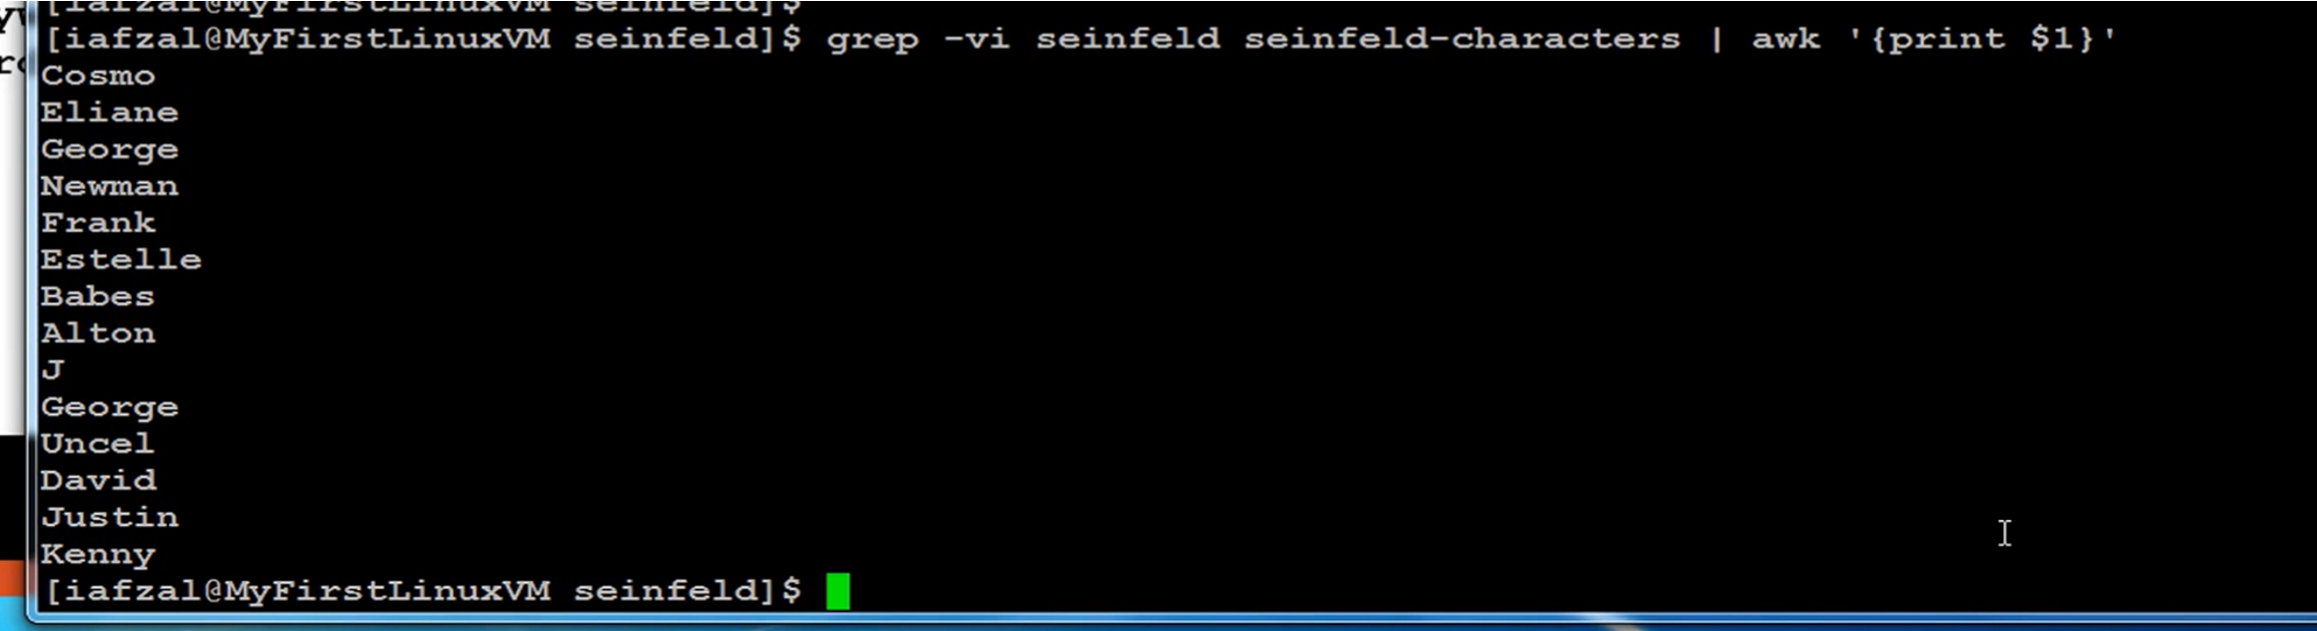 [iafzal@MyFirstLinuxVM seinfeld]$
[iafzal@MyFirstLinuxVM seinfeld]$ grep -vi seinfeld seinfeld-characters | awk '{print $1}'
Cosmo
Eliane
George
Newman
Frank
Estelle
Babes
Alton
J
George
Uncel
David
Justin
Kenny
[iafzal@MyFirstLinuxVM seinfeld]$